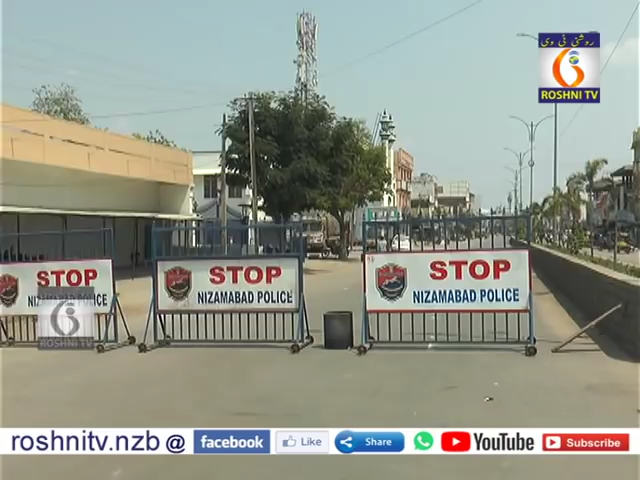 روشنی ٹی وی
ROSHNI TV
STOP
NIZAMABAD POLICE
STOP
NIZAMABAD POLICE
STOP
NIZAMABAD POLICE
ROSHNI TV
roshnitv.nzb @ facebook Like Share YouTube Subscribe